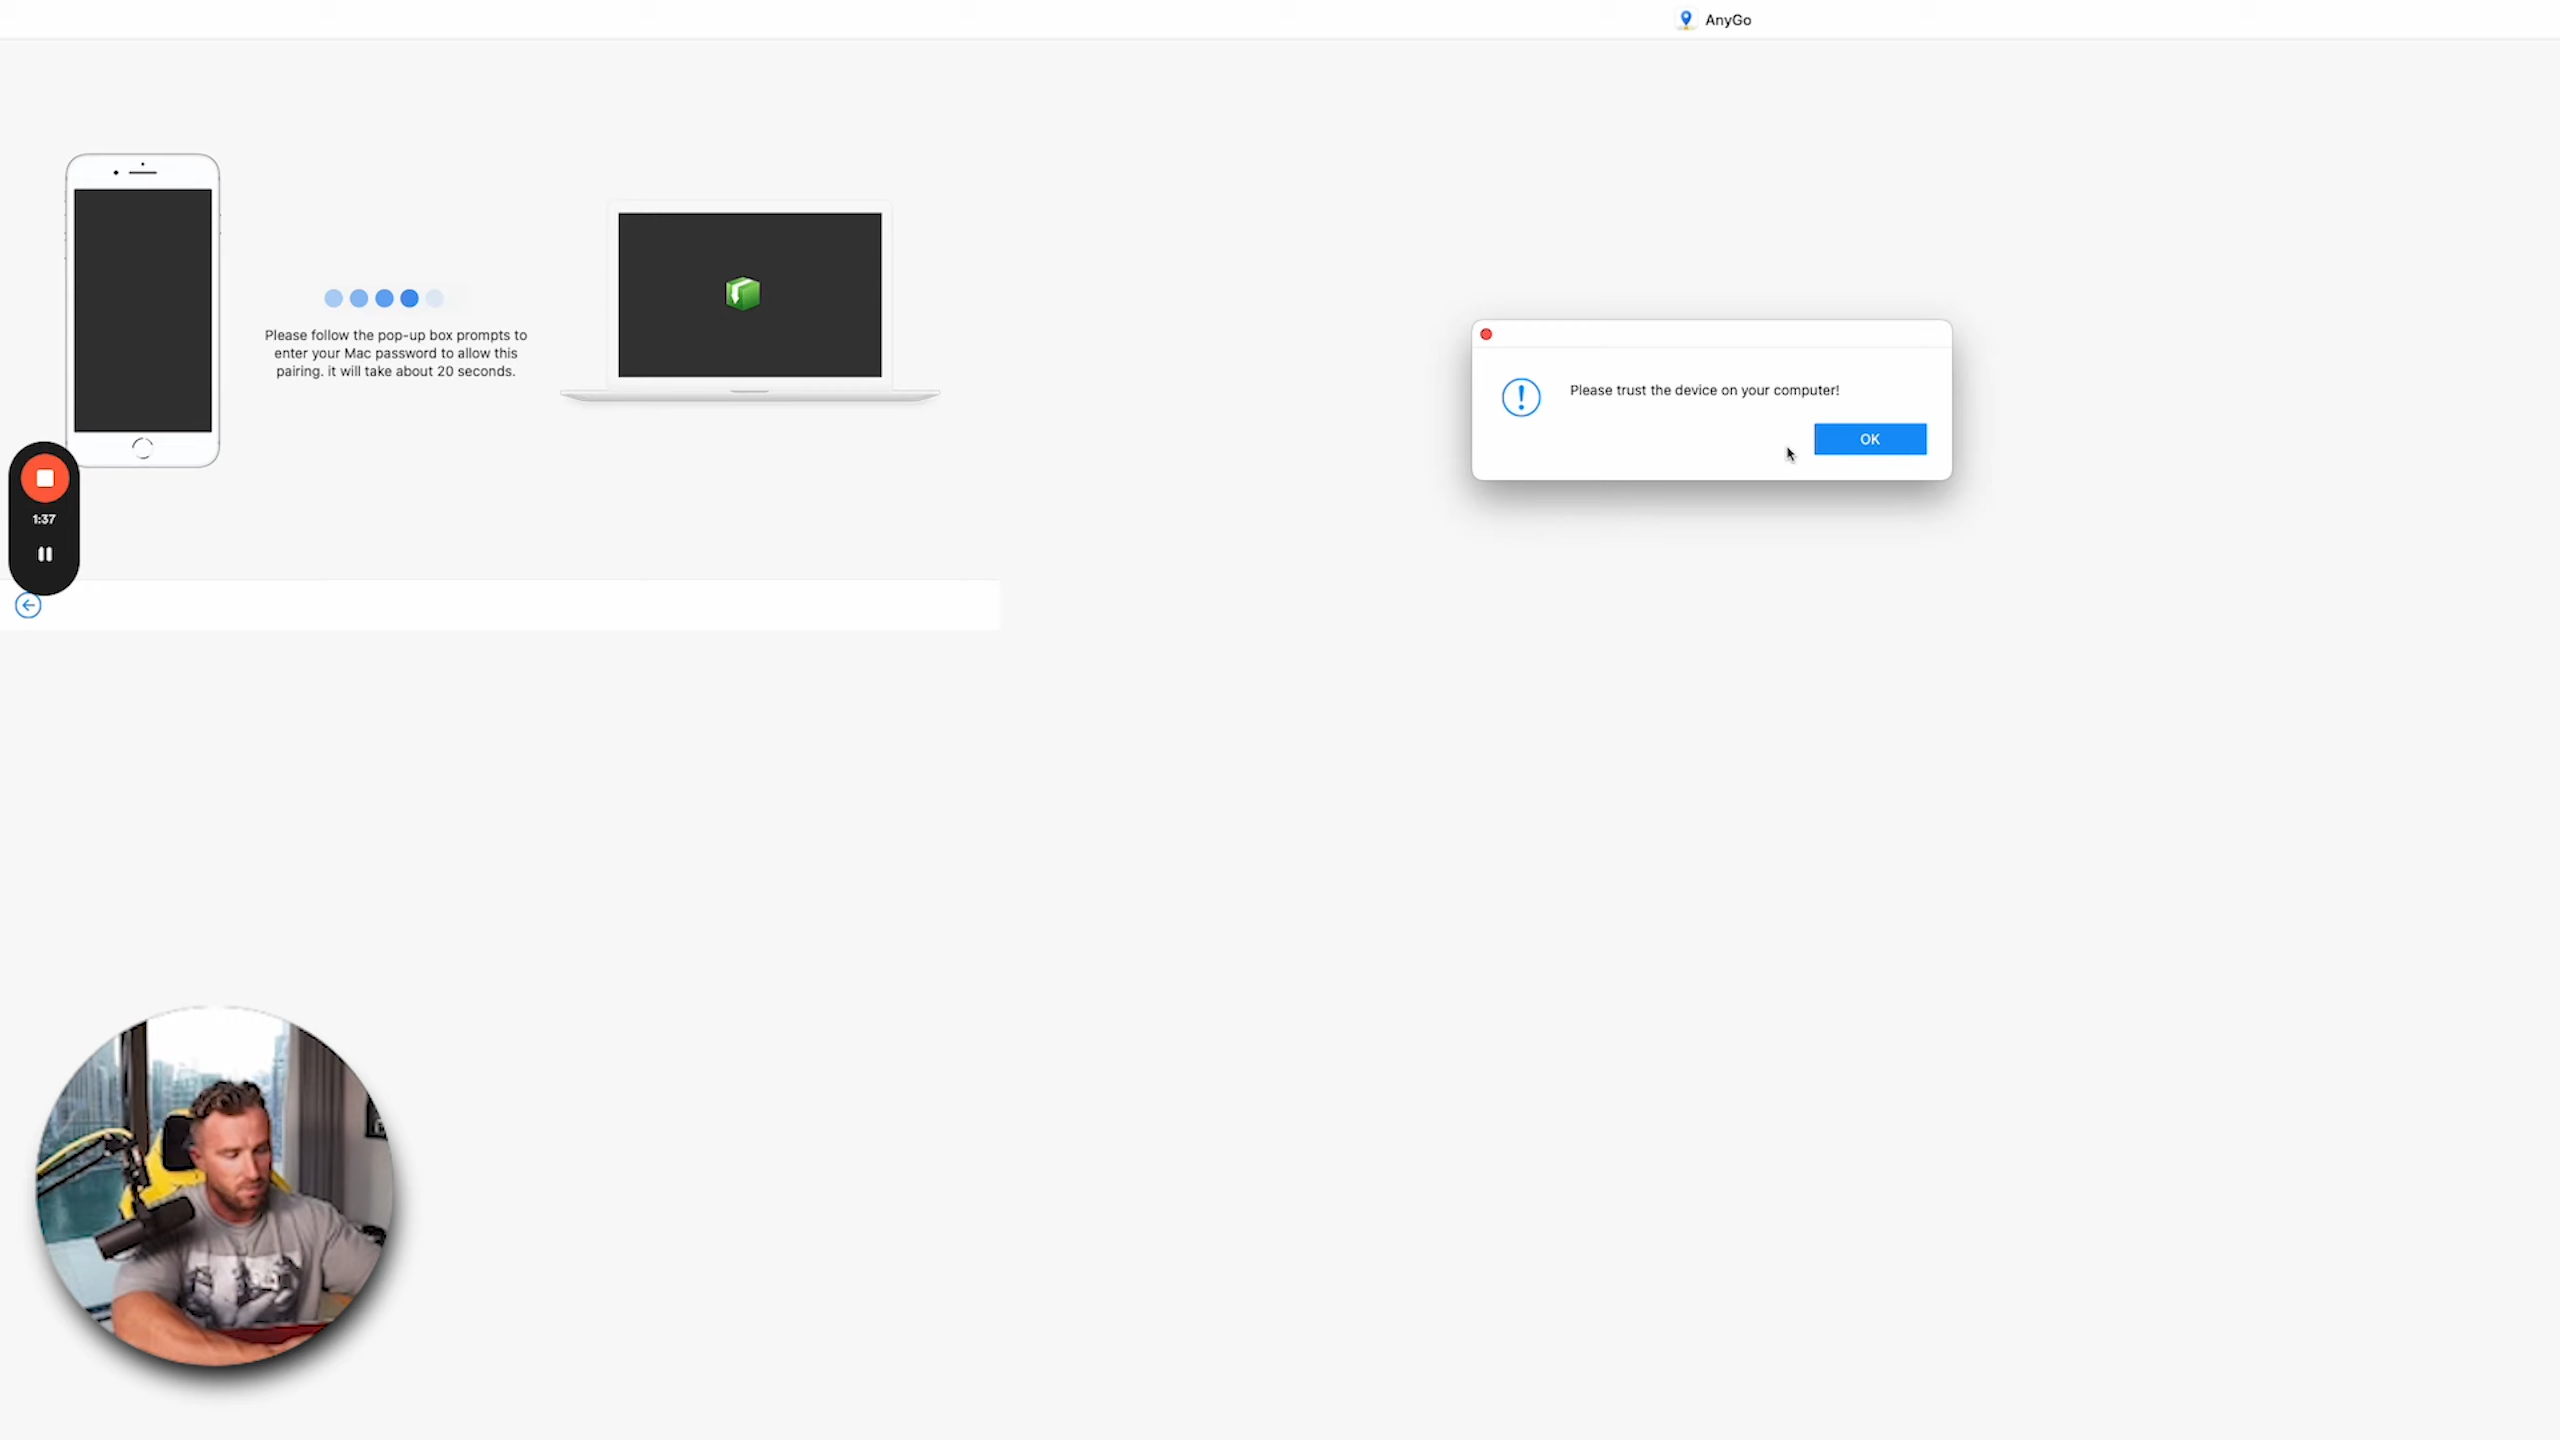 AnyGo
Please follow the pop-up box prompts to
enter your Mac password to allow this
pairing. it will take about 20 seconds.
Please trust the device on your computer!
OK
1:37